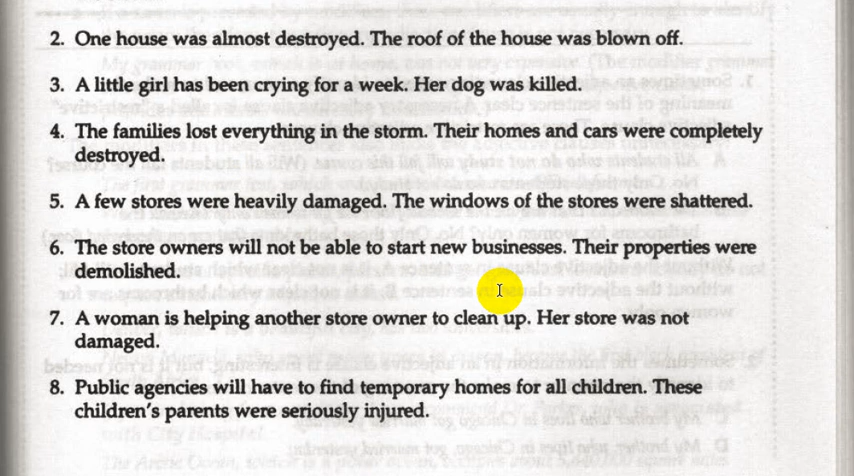 2. One house was almost destroyed. The roof of the house was blown off.
3. A little girl has been crying for a week. Her dog was killed.
4. The families lost everything in the storm. Their homes and cars were completely
destroyed.
5. A few stores were heavily damaged. The windows of the stores were shattered.
6. The store owners will not be able to start new businesses. Their properties were
demolished.
7. A woman is helping another store owner to clean up. Her store was not
damaged.
8. Public agencies will have to find temporary homes for all children. These
children's parents were seriously injured.